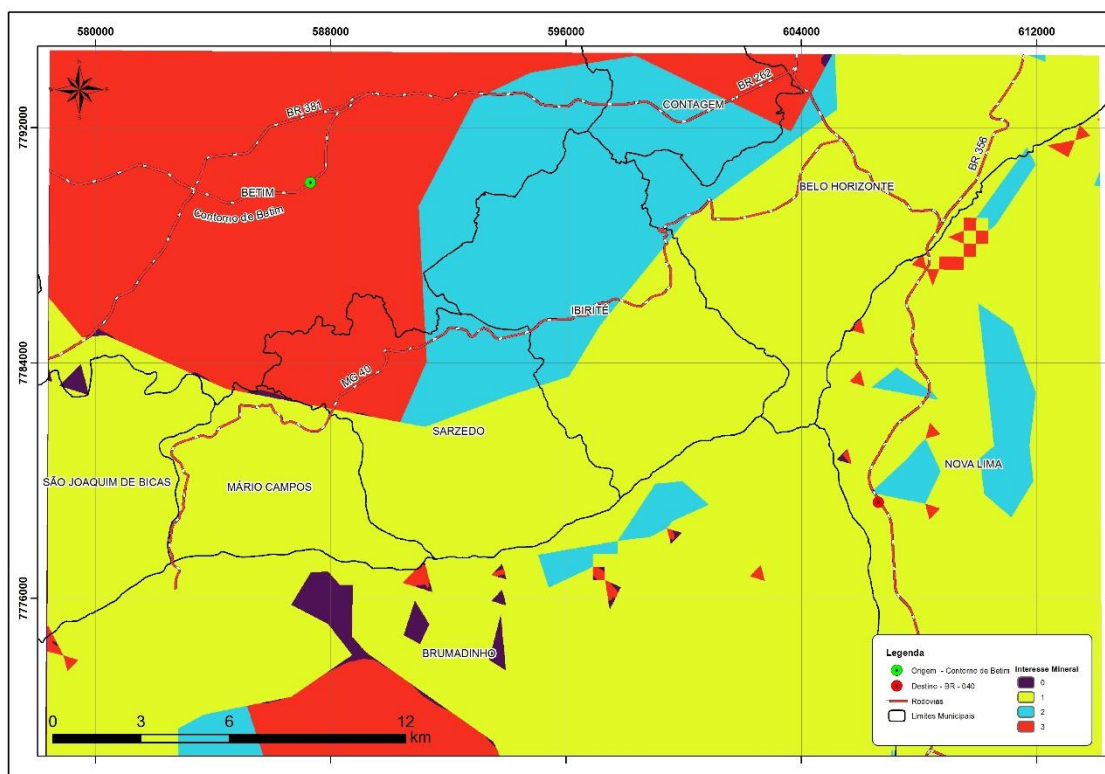 580000 588000 596000 604000 612000
7792000
7784000
7776000
BR 381
BR 262
CONTAGEM
BR 356
BETIM
Contorno de Betim
BELO HORIZONTE
IBIRITÉ
MG 40
SARZEDO
SÃO JOAQUIM DE BICAS
MÁRIO CAMPOS
NOVA LIMA
BRUMADINHO
0 3 6 12
km
Legenda
Origem - Contorno de Betim
Destino - BR - 040
Rodovias
Limites Municipais
Interesse Mineral
0
1
2
3